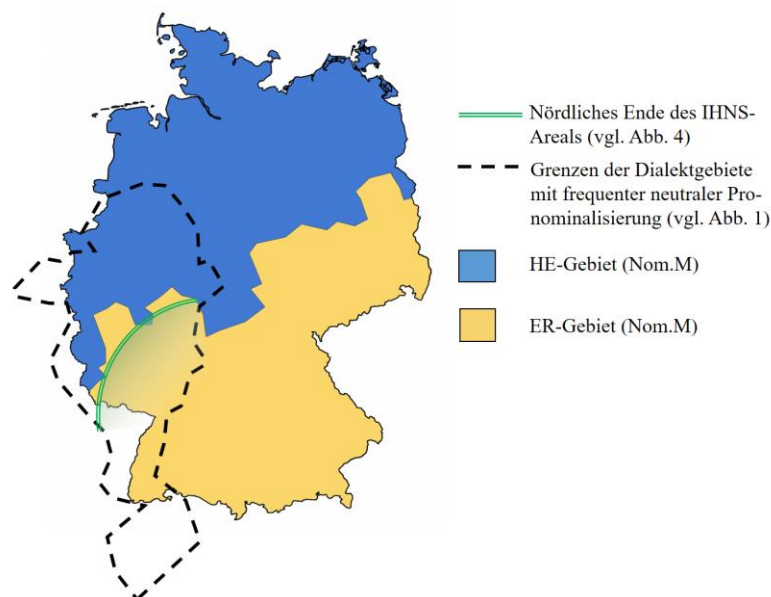 Nördliches Ende des IHNS-
Areals (vgl. Abb. 4)
Grenzen der Dialektgebiete
mit frequenter neutraler Pro-
nominalisierung (vgl. Abb. 1)
HE-Gebiet (Nom.M)
ER-Gebiet (Nom.M)